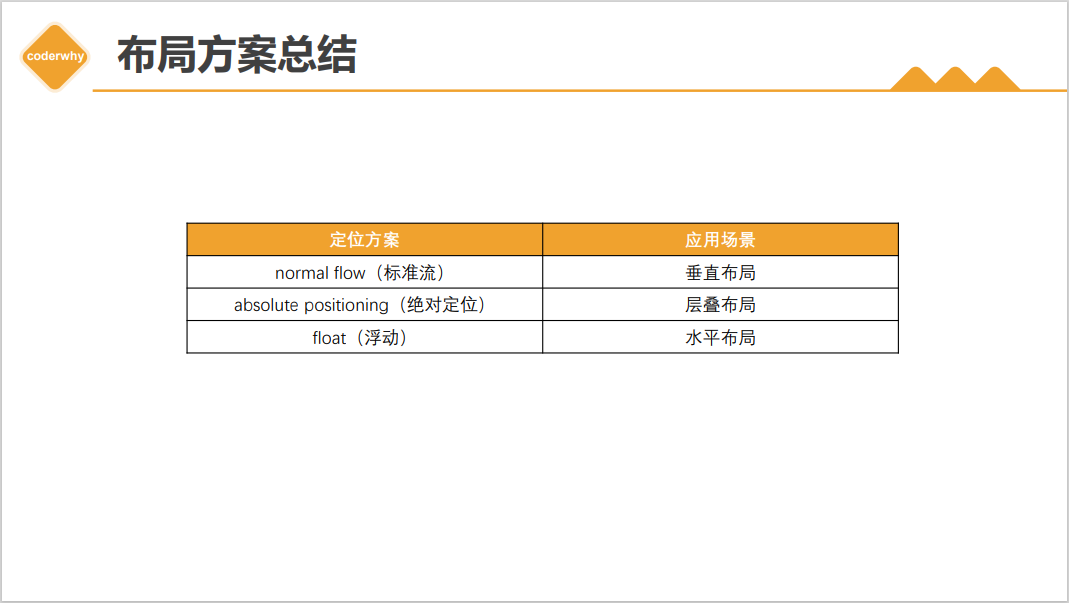 coderwhy
布局方案总结
定位方案 应用场景
normal flow（标准流） 垂直布局
absolute positioning（绝对定位） 层叠布局
float（浮动） 水平布局